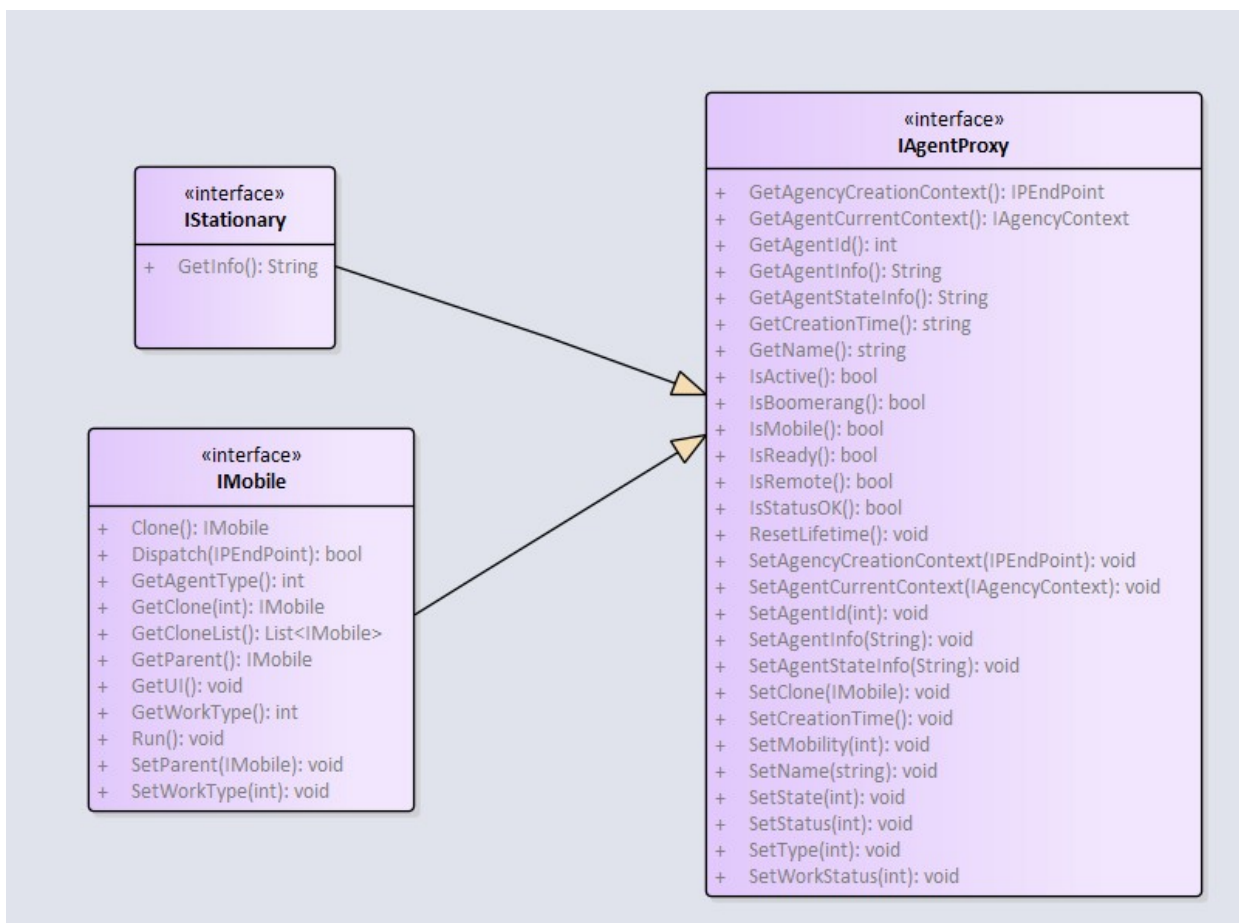 «interface»
IStationary
+ GetInfo(): String
«interface»
IMobile
+ Clone(): IMobile
+ Dispatch(IPEndPoint): bool
+ GetAgentType(): int
+ GetClone(int): IMobile
+ GetCloneList(): List<IMobile>
+ GetParent(): IMobile
+ GetUI(): void
+ GetWorkType(): int
+ Run(): void
+ SetParent(IMobile): void
+ SetWorkType(int): void
«interface»
IAgentProxy
+ GetAgencyCreationContext(): IPEndPoint
+ GetAgentCurrentContext(): IAgencyContext
+ GetAgentId(): int
+ GetAgentInfo(): String
+ GetAgentStateInfo(): String
+ GetCreationTime(): string
+ GetName(): string
+ IsActive(): bool
+ IsBoomerang(): bool
+ IsMobile(): bool
+ IsReady(): bool
+ IsRemote(): bool
+ IsStatusOK(): bool
+ ResetLifetime(): void
+ SetAgencyCreationContext(IPEndPoint): void
+ SetAgentCurrentContext(IAgencyContext): void
+ SetAgentId(int): void
+ SetAgentInfo(String): void
+ SetAgentStateInfo(String): void
+ SetClone(IMobile): void
+ SetCreationTime(): void
+ SetMobility(int): void
+ SetName(string): void
+ SetState(int): void
+ SetStatus(int): void
+ SetType(int): void
+ SetWorkStatus(int): void